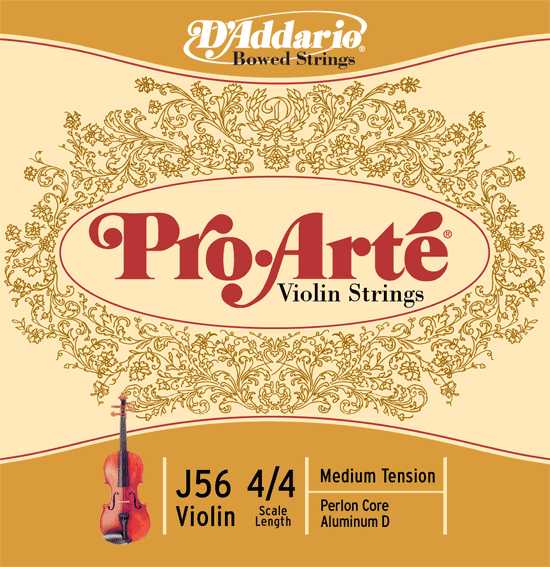 D'Addario®
Bowed Strings
Pro·Arté®
Violin Strings
J56 4/4 Medium Tension
Violin Scale Length Perlon Core
Aluminum D